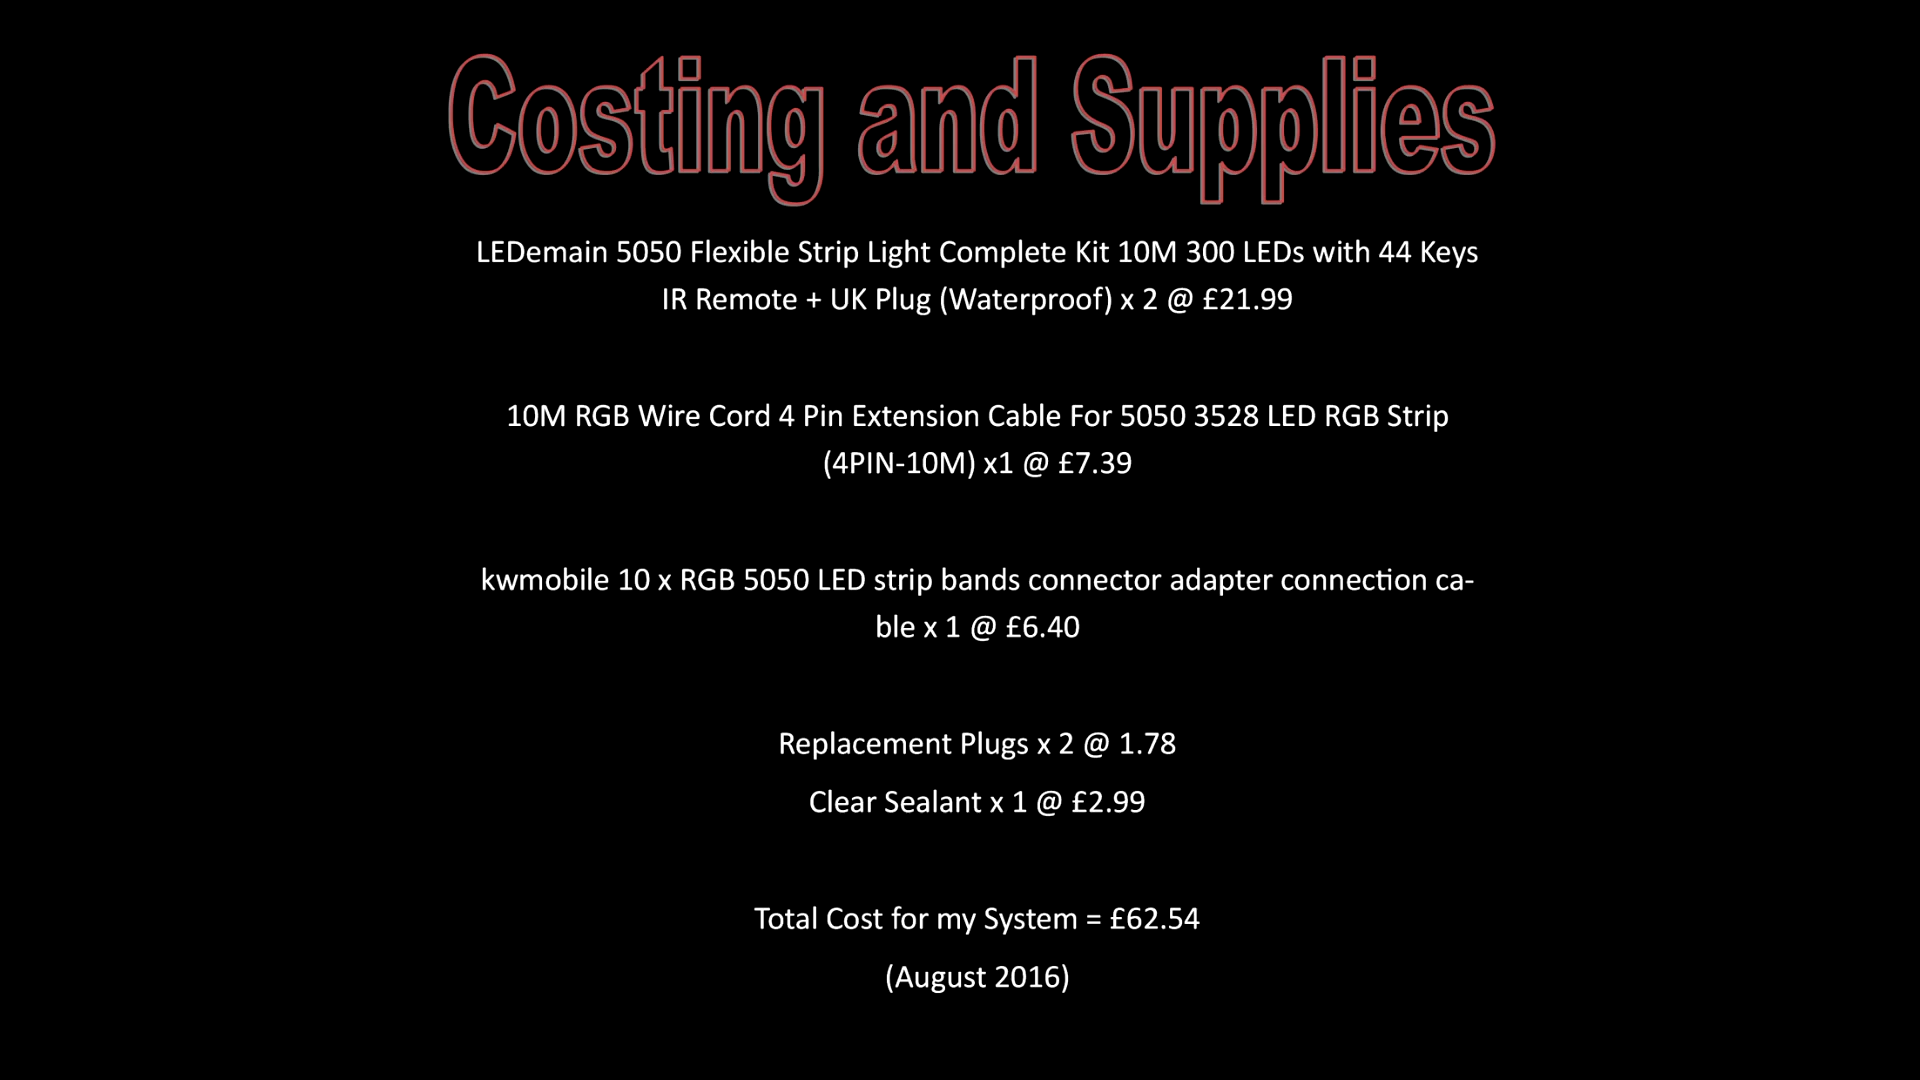 Costing and Supplies
LEDemain 5050 Flexible Strip Light Complete Kit 10M 300 LEDs with 44 Keys
IR Remote + UK Plug (Waterproof) x 2 @ £21.99
10M RGB Wire Cord 4 Pin Extension Cable For 5050 3528 LED RGB Strip
(4PIN-10M) x1 @ £7.39
kwmobile 10 x RGB 5050 LED strip bands connector adapter connection ca-
ble x 1 @ £6.40
Replacement Plugs x 2 @ 1.78
Clear Sealant x 1 @ £2.99
Total Cost for my System = £62.54
(August 2016)